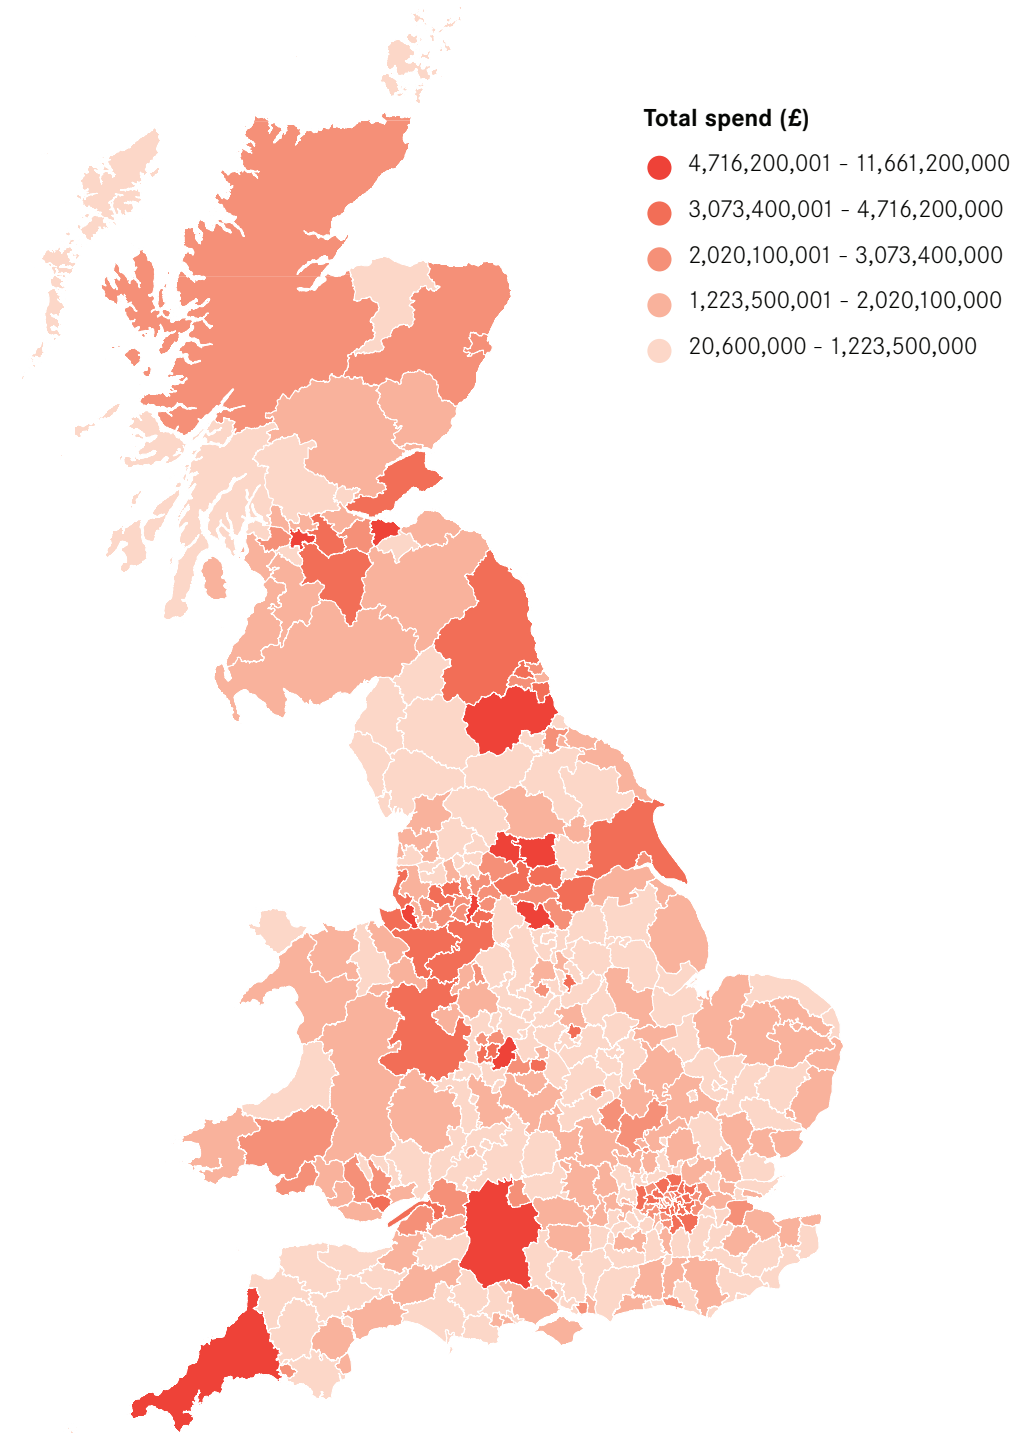 Total spend (£)
4,716,200,001 - 11,661,200,000
3,073,400,001 - 4,716,200,000
2,020,100,001 - 3,073,400,000
1,223,500,001 - 2,020,100,000
20,600,000 - 1,223,500,000